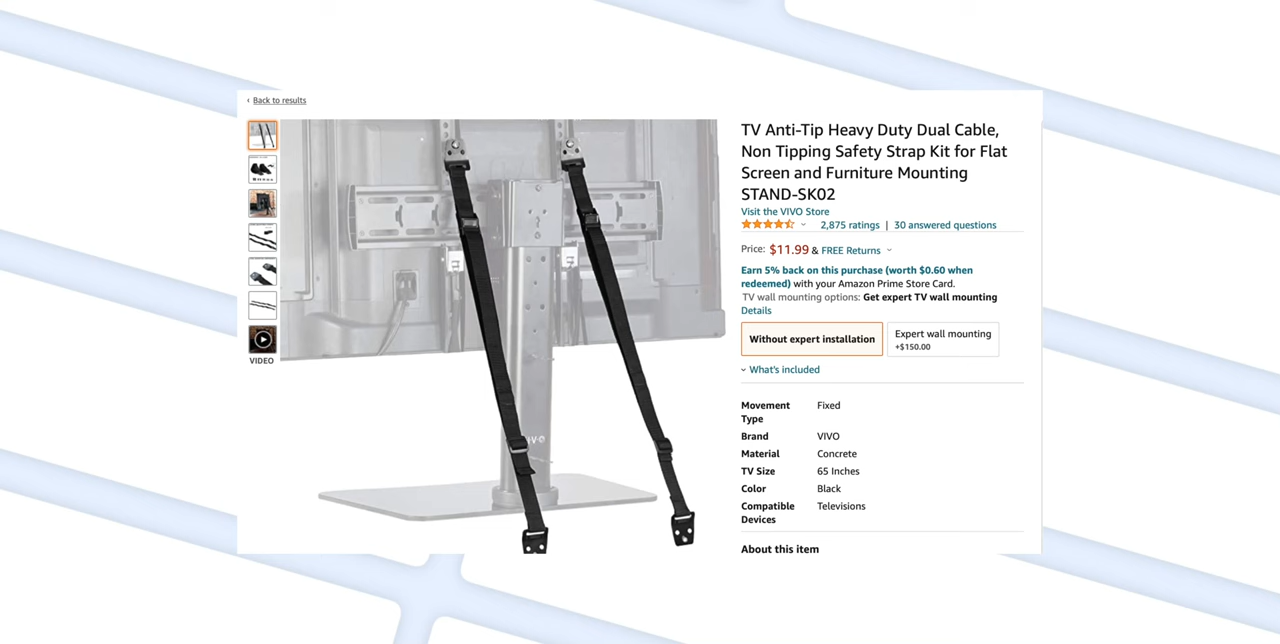 ‹ Back to results
TV Anti-Tip Heavy Duty Dual Cable,
Non Tipping Safety Strap Kit for Flat
Screen and Furniture Mounting
STAND-SK02
Visit the VIVO Store
2,875 ratings | 30 answered questions
Price: $11.99 & FREE Returns
Earn 5% back on this purchase (worth $0.60 when
redeemed) with your Amazon Prime Store Card.
TV wall mounting options: Get expert TV wall mounting
Details
Without expert installation
Expert wall mounting
+$150.00
What's included
VIDEO
Movement Fixed
Type
Brand VIVO
Material Concrete
TV Size 65 Inches
Color Black
Compatible Televisions
Devices
About this item